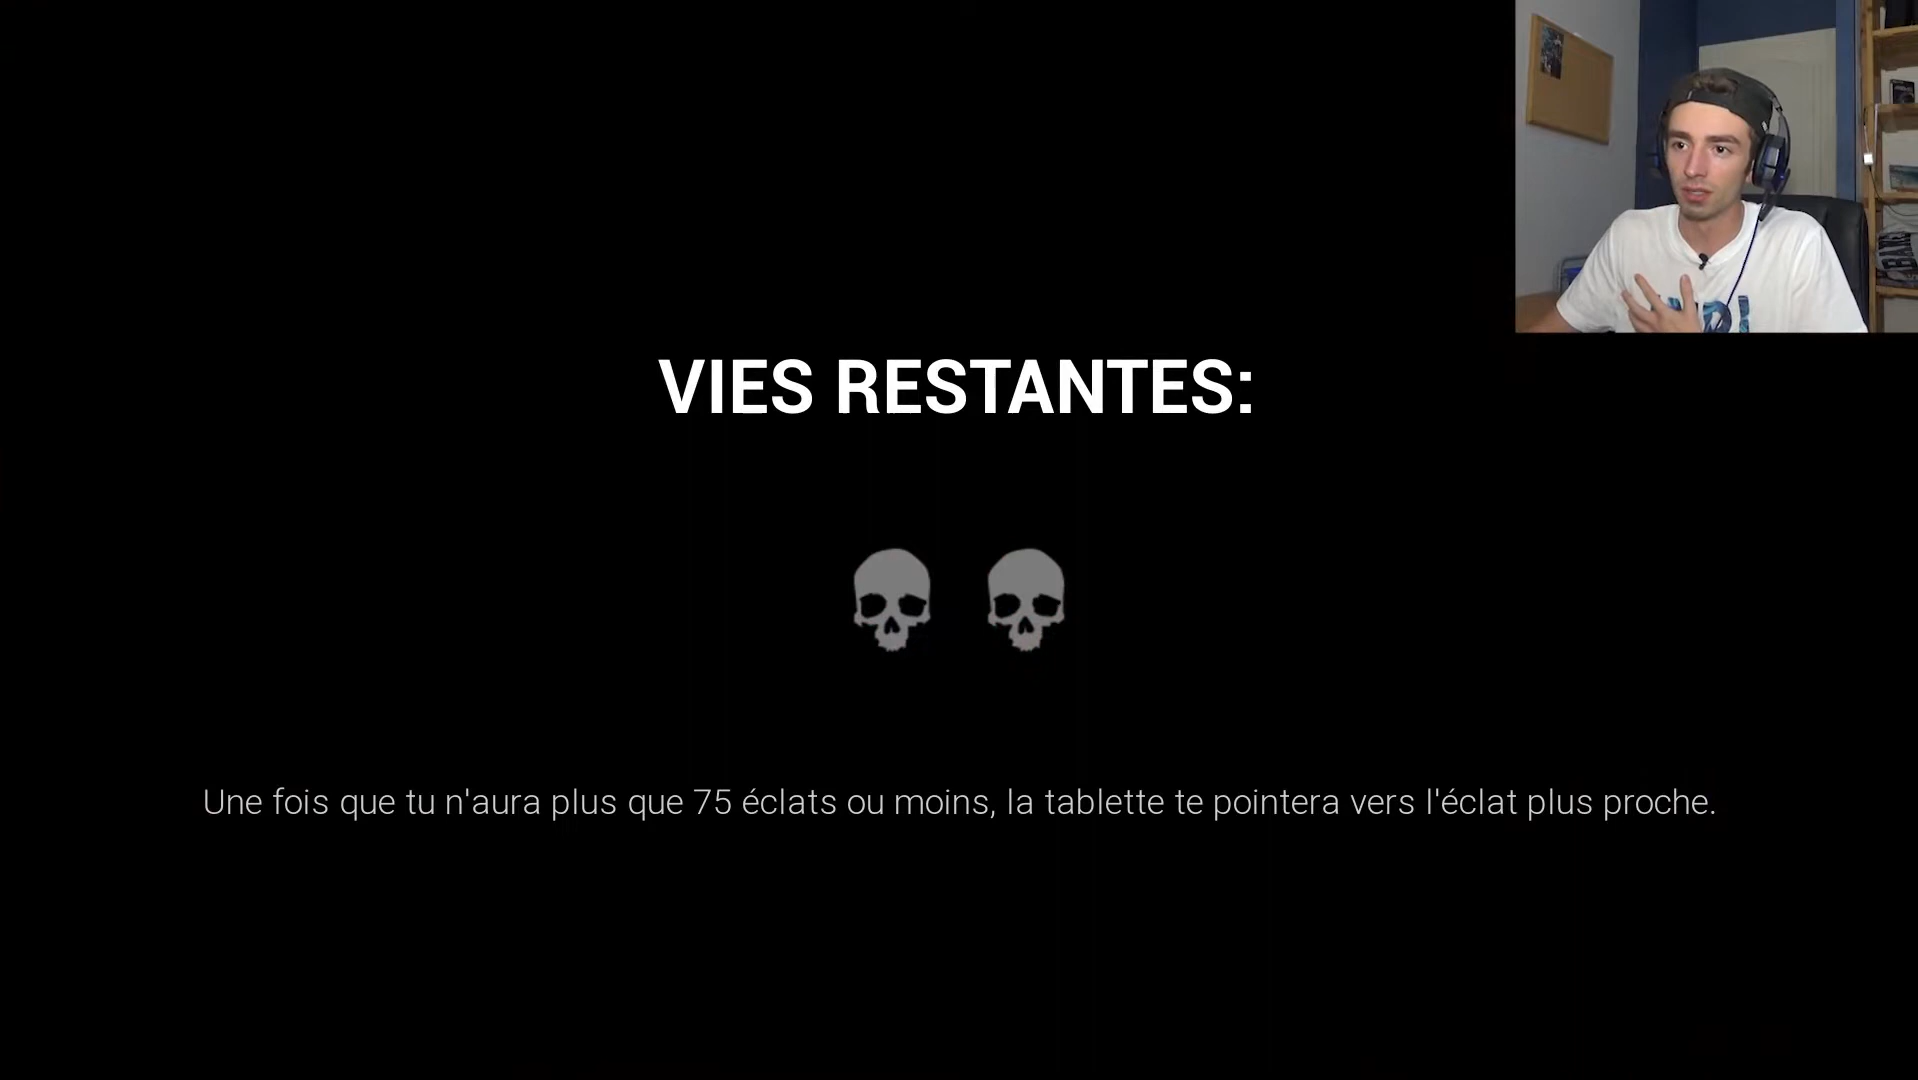 VIES RESTANTES:
Une fois que tu n'aura plus que 75 éclats ou moins, la tablette te pointera vers l'éclat plus proche.